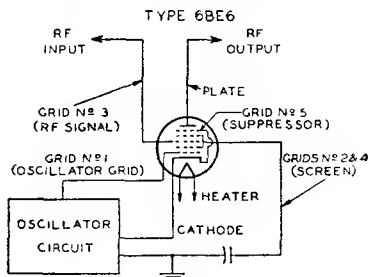 TYPE 6BE6
RF
INPUT
RF
OUTPUT
PLATE
GRID Nº 3
(RF SIGNAL)
GRID Nº 5
(SUPPRESSOR)
GRID Nº 1
(OSCILLATOR GRID)
GRIDS Nº 2 & 4
(SCREEN)
HEATER
CATHODE
OSCILLATOR
CIRCUIT